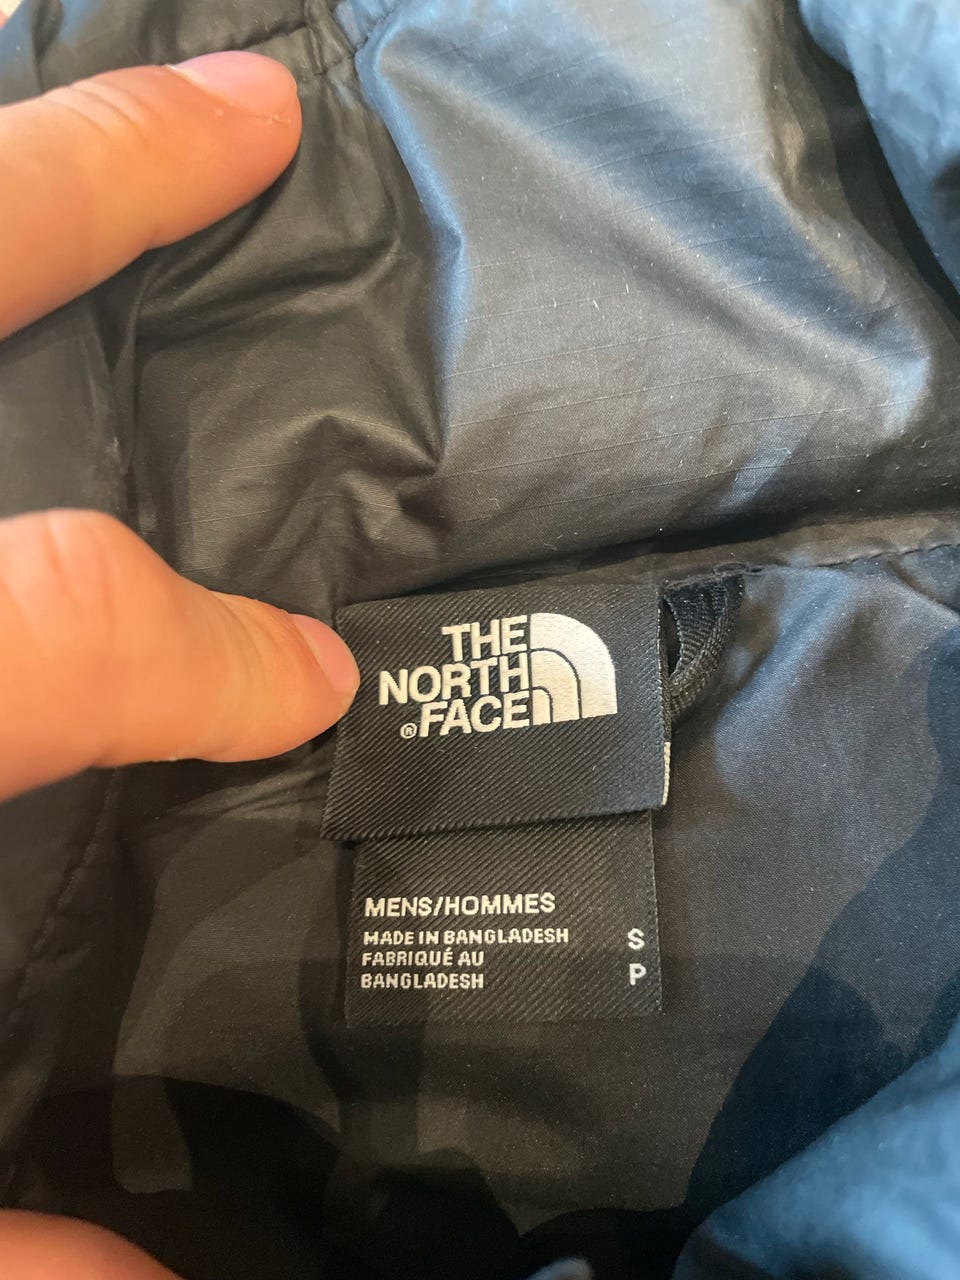 THE
NORTH
®FACE
MENS/HOMMES
MADE IN BANGLADESH S
FABRIQUÉ AU
BANGLADESH P